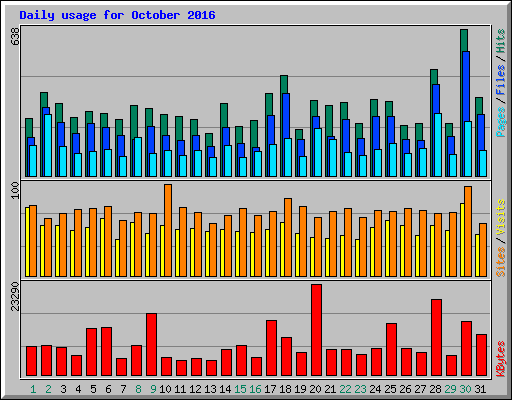 Daily usage for October 2016
638
Pages / Files / Hits
100
Sites / Visits
23290
KBytes
1 2 3 4 5 6 7 8 9 10 11 12 13 14 15 16 17 18 19 20 21 22 23 24 25 26 27 28 29 30 31